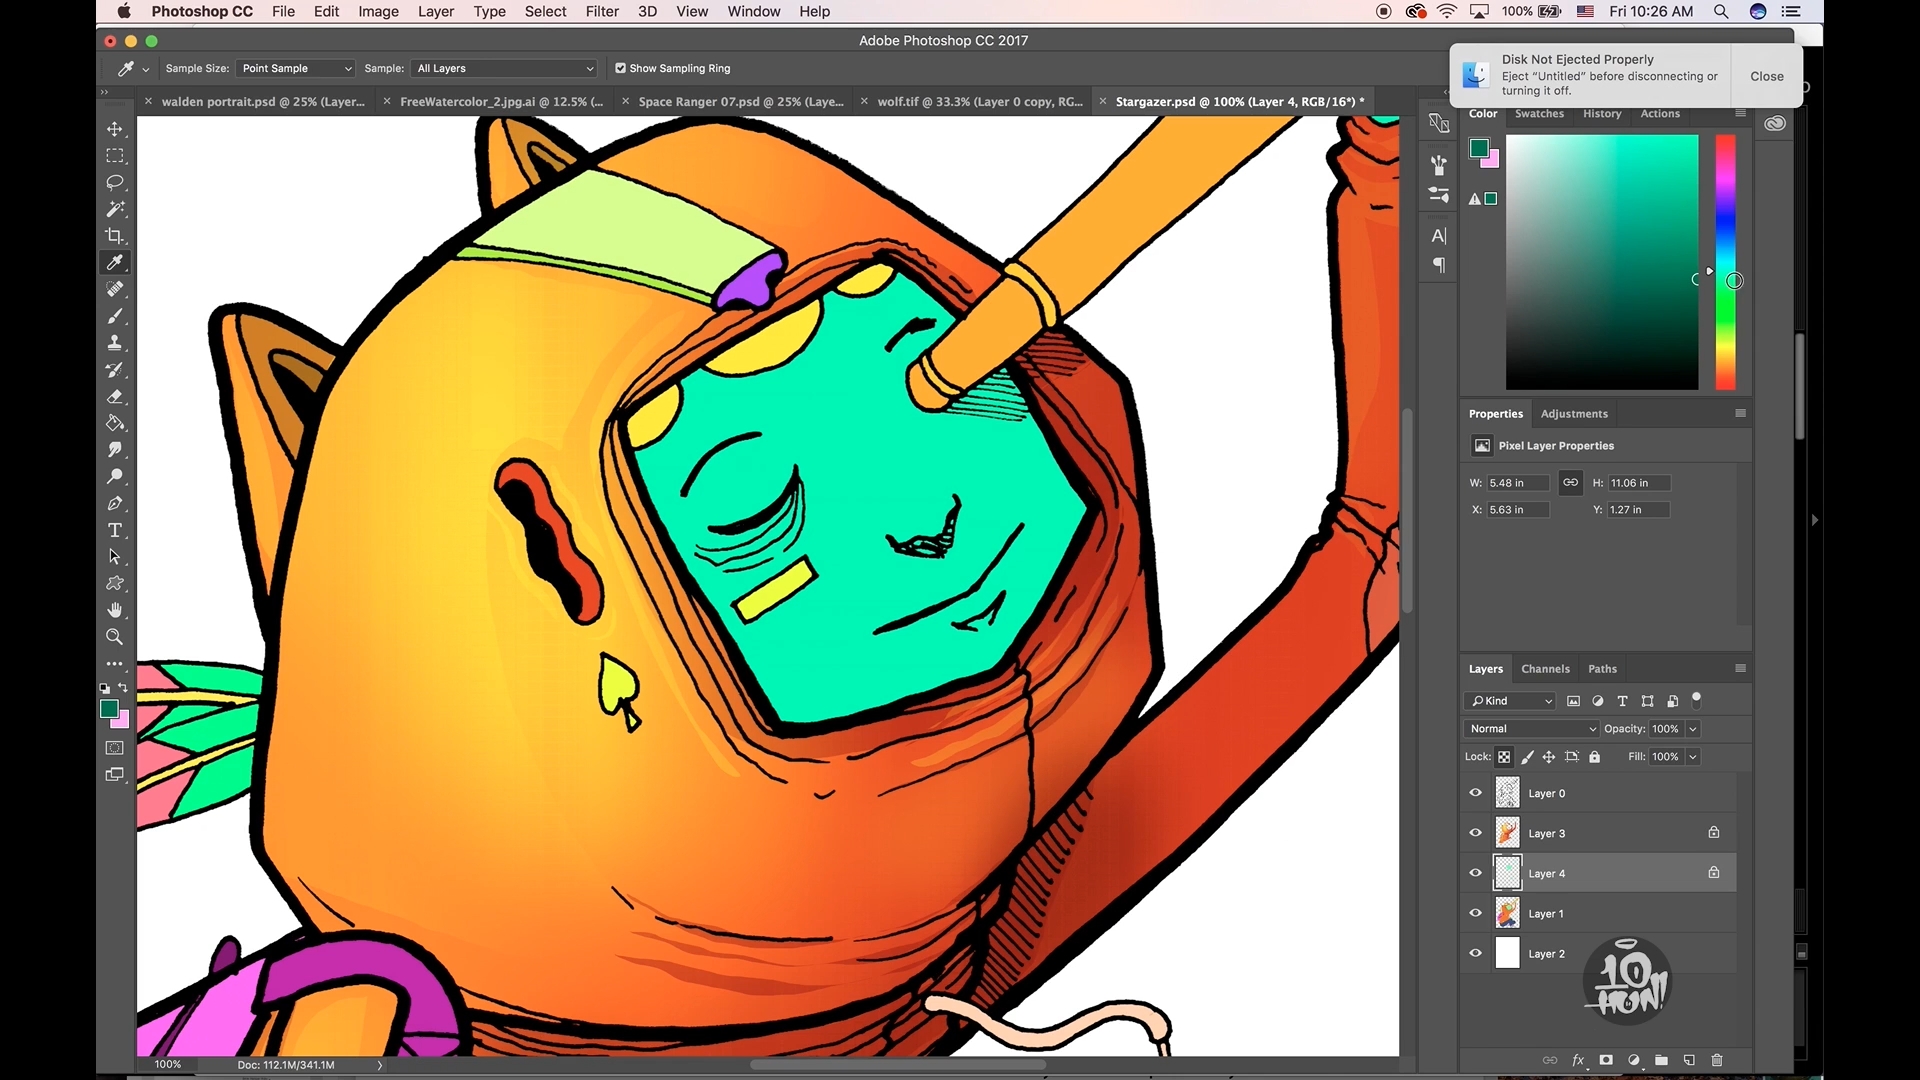 Photoshop CC File Edit Image Layer Type Select Filter 3D View Window Help 100% Fri 10:26 AM
Adobe Photoshop CC 2017
Sample Size: Point Sample Sample: All Layers Show Sampling Ring
Disk Not Ejected Properly
Eject “Untitled” before disconnecting or
turning it off.
Close
walden portrait.psd @ 25% (Layer... FreeWatercolor_2.jpg.ai @ 12.5% (... Space Ranger 07.psd @ 25% (Laye... wolf.tif @ 33.3% (Layer 0 copy, RG... Stargazer.psd @ 100% (Layer 4, RGB/16*) *
Color Swatches History Actions
Properties Adjustments
Pixel Layer Properties
W: 5.48 in H: 11.06 in
X: 5.63 in Y: 1.27 in
Layers Channels Paths
Kind
Normal Opacity: 100%
Lock: Fill: 100%
Layer 0
Layer 3
Layer 4
Layer 1
Layer 2
10
HUN!
100% Doc: 112.1M/341.1M